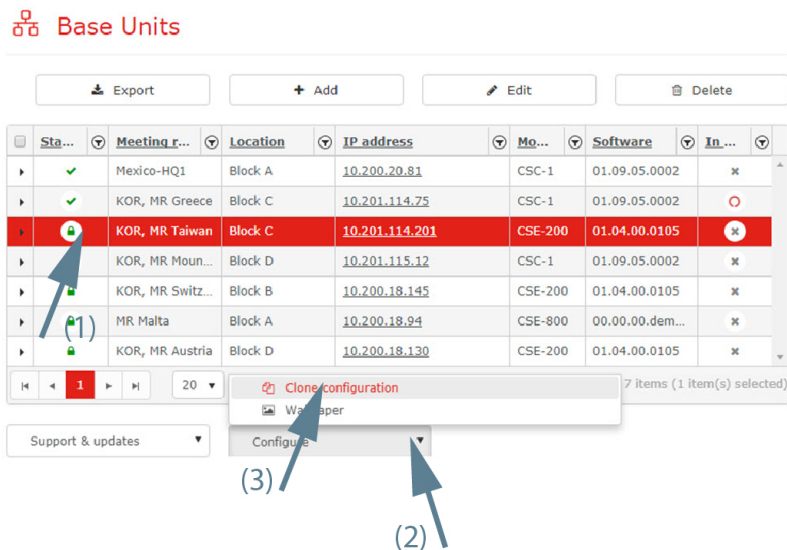 Base Units
Export + Add Edit Delete
Sta... Meeting r... Location IP address Mo... Software In ...
Mexico-HQ1 Block A 10.200.20.81 CSC-1 01.09.05.0002
KOR, MR Greece Block C 10.201.114.75 CSC-1 01.09.05.0002
KOR, MR Taiwan Block C 10.201.114.201 CSE-200 01.04.00.0105
KOR, MR Moun... Block D 10.201.115.12 CSC-1 01.09.05.0002
KOR, MR Switz... Block B 10.200.18.145 CSE-200 01.04.00.0105
(1) MR Malta Block A 10.200.18.94 CSE-800 00.00.00.dem...
KOR, MR Austria Block D 10.200.18.130 CSE-200 01.04.00.0105
1 20 7 items (1 item(s) selected)
Clone configuration
Wallpaper
Support & updates Configure
(3)
(2)